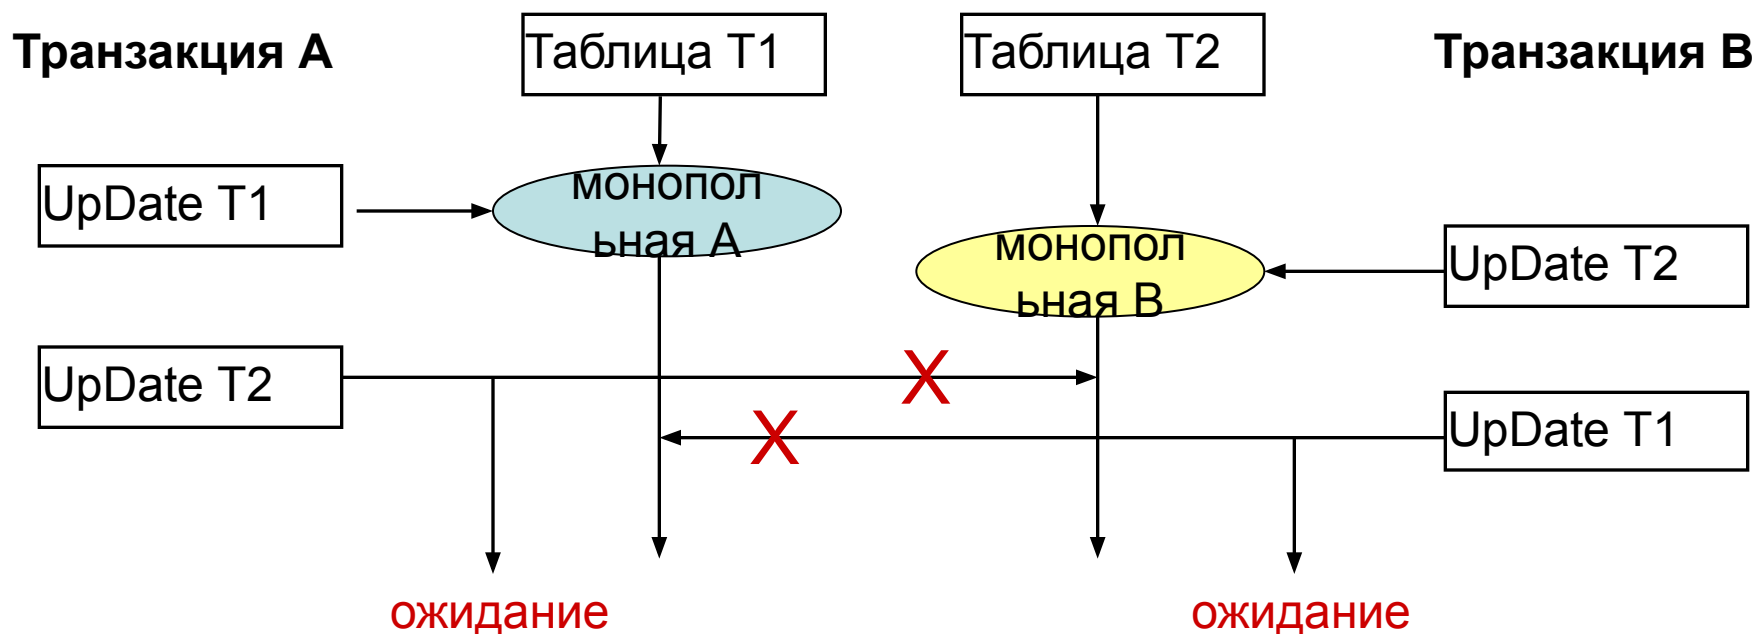 Транзакция А
Таблица Т1
Таблица Т2
Транзакция В
UpDate T1
монопол
ьная А
монопол
ьная В
UpDate T2
UpDate T2
X
X
UpDate T1
ожидание
ожидание